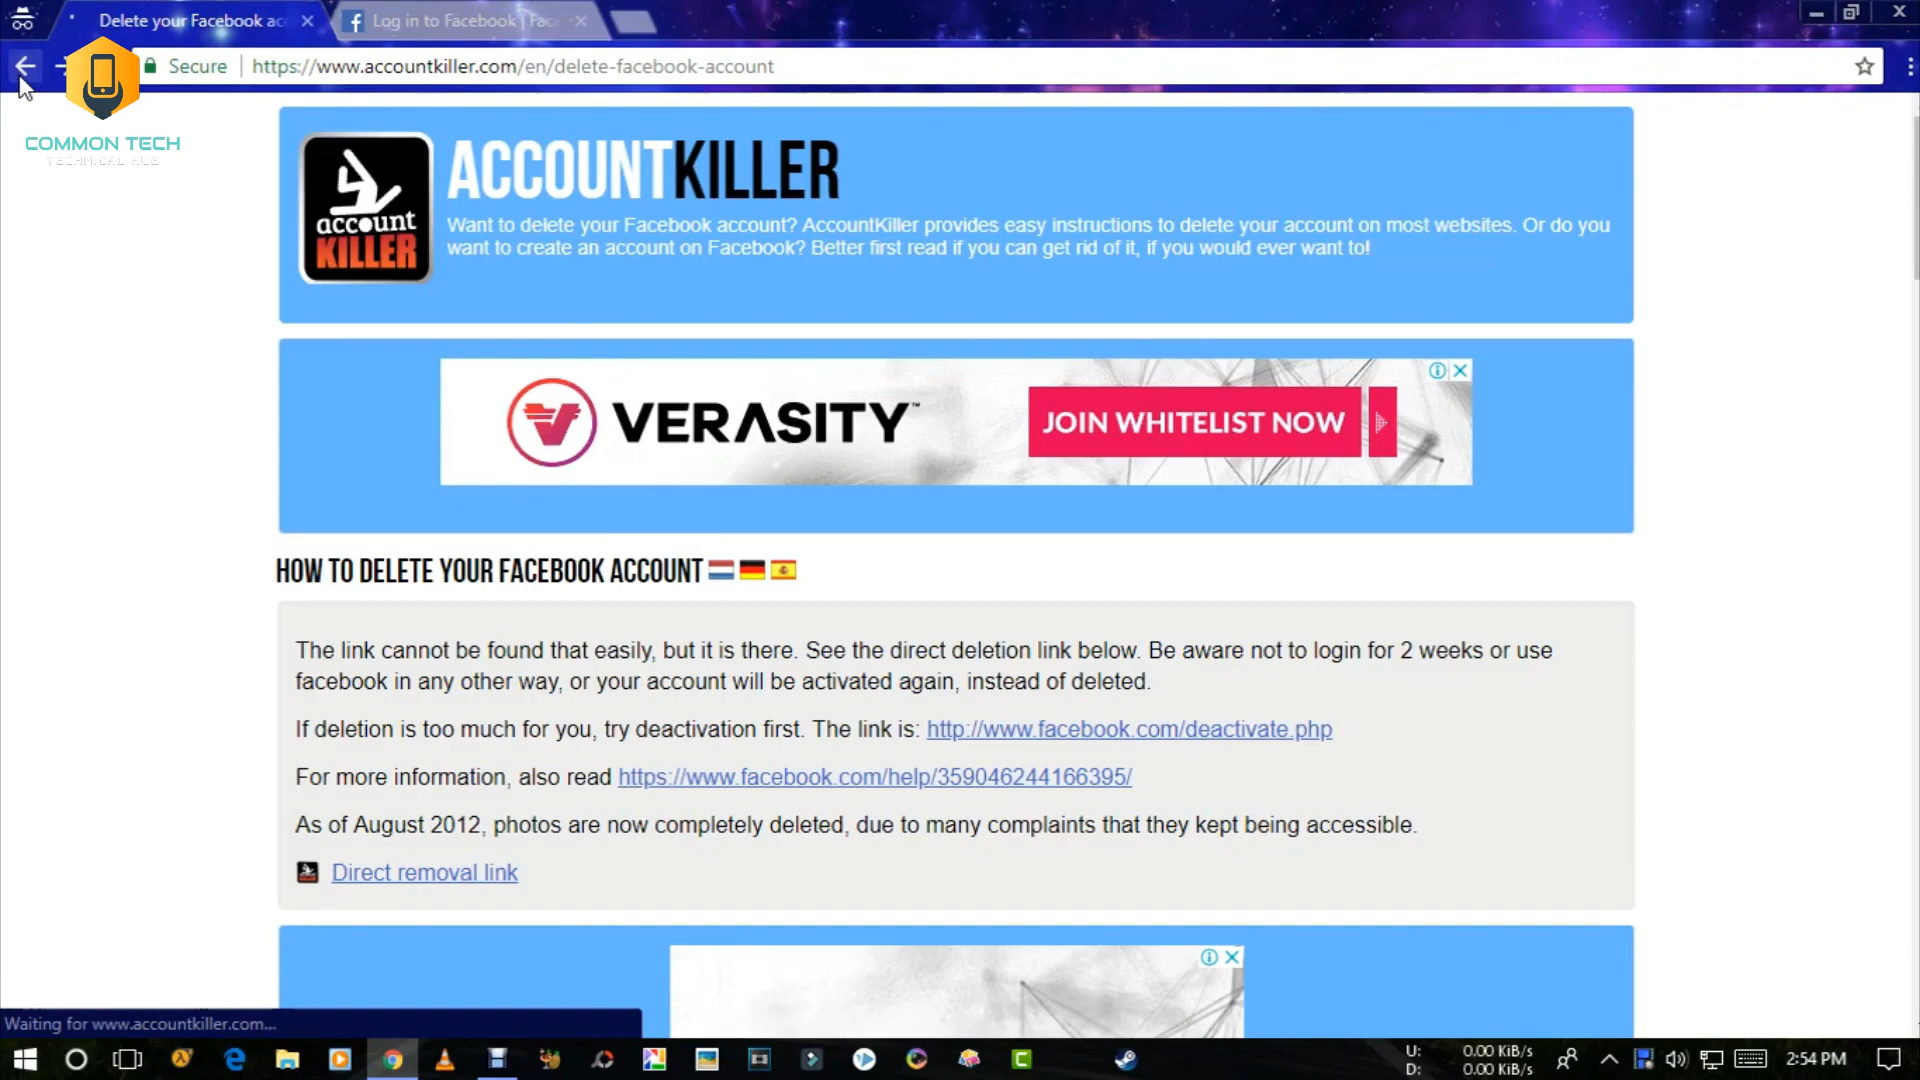 Delete your Facebook acc
Log in to Facebook | Face
Secure
https://www.accountkiller.com/en/delete-facebook-account
COMMON TECH
TECHNICAL HUB
account
KILLER
ACCOUNTKILLER
Want to delete your Facebook account? AccountKiller provides easy instructions to delete your account on most websites. Or do you
want to create an account on Facebook? Better first read if you can get rid of it, if you would ever want to!
VERASITY™
JOIN WHITELIST NOW
HOW TO DELETE YOUR FACEBOOK ACCOUNT
The link cannot be found that easily, but it is there. See the direct deletion link below. Be aware not to login for 2 weeks or use
facebook in any other way, or your account will be activated again, instead of deleted.
If deletion is too much for you, try deactivation first. The link is: http://www.facebook.com/deactivate.php
For more information, also read https://www.facebook.com/help/359046244166395/
As of August 2012, photos are now completely deleted, due to many complaints that they kept being accessible.
Direct removal link
Waiting for www.accountkiller.com...
U: 0.00 KiB/s
D: 0.00 KiB/s
2:54 PM